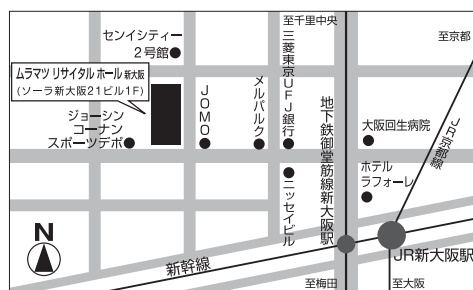 至千里中央
センイシティー
2号館
至京都
ムラマツ リサイタル ホール 新大阪
(ソーラ新大阪21ビル1F)
三菱東京UFJ銀行
ジョーシン
コーナン
スポーツデポ
JOMO
メルパルク
地下鉄御堂筋線新大阪駅
大阪回生病院
JR京都線
ホテル
ラフォーレ
ニッセイビル
N
新幹線
JR新大阪駅
至梅田
至大阪